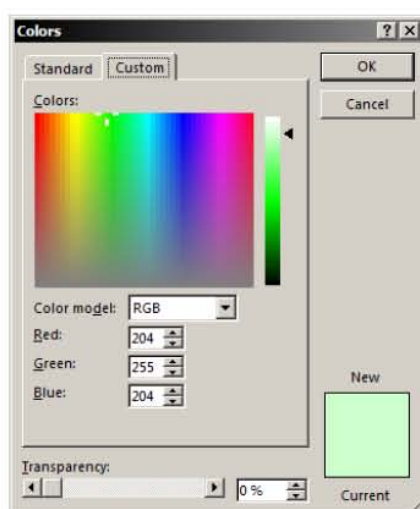 Colors
Standard Custom
OK
Cancel
Colors:
Color model: RGB
Red: 204
Green: 255
Blue: 204
New
Transparency:
0 %
Current